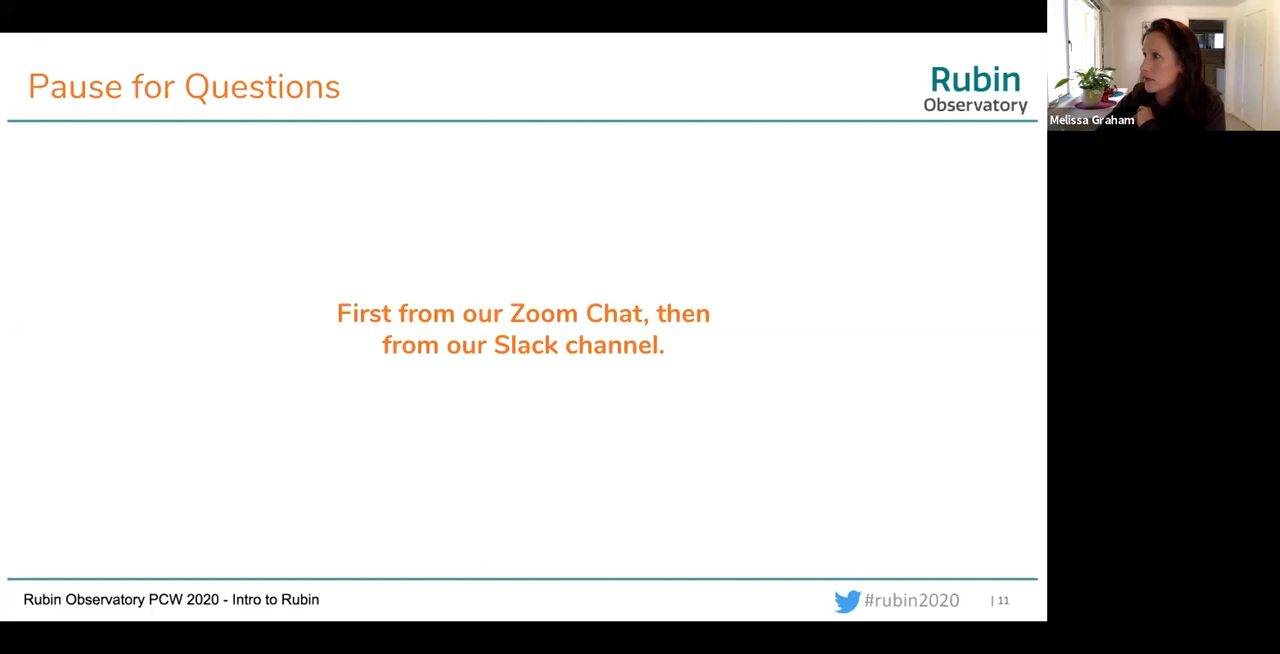 Pause for Questions
Rubin
Observatory
Melissa Graham
First from our Zoom Chat, then
from our Slack channel.
Rubin Observatory PCW 2020 - Intro to Rubin
#rubin2020
| 11